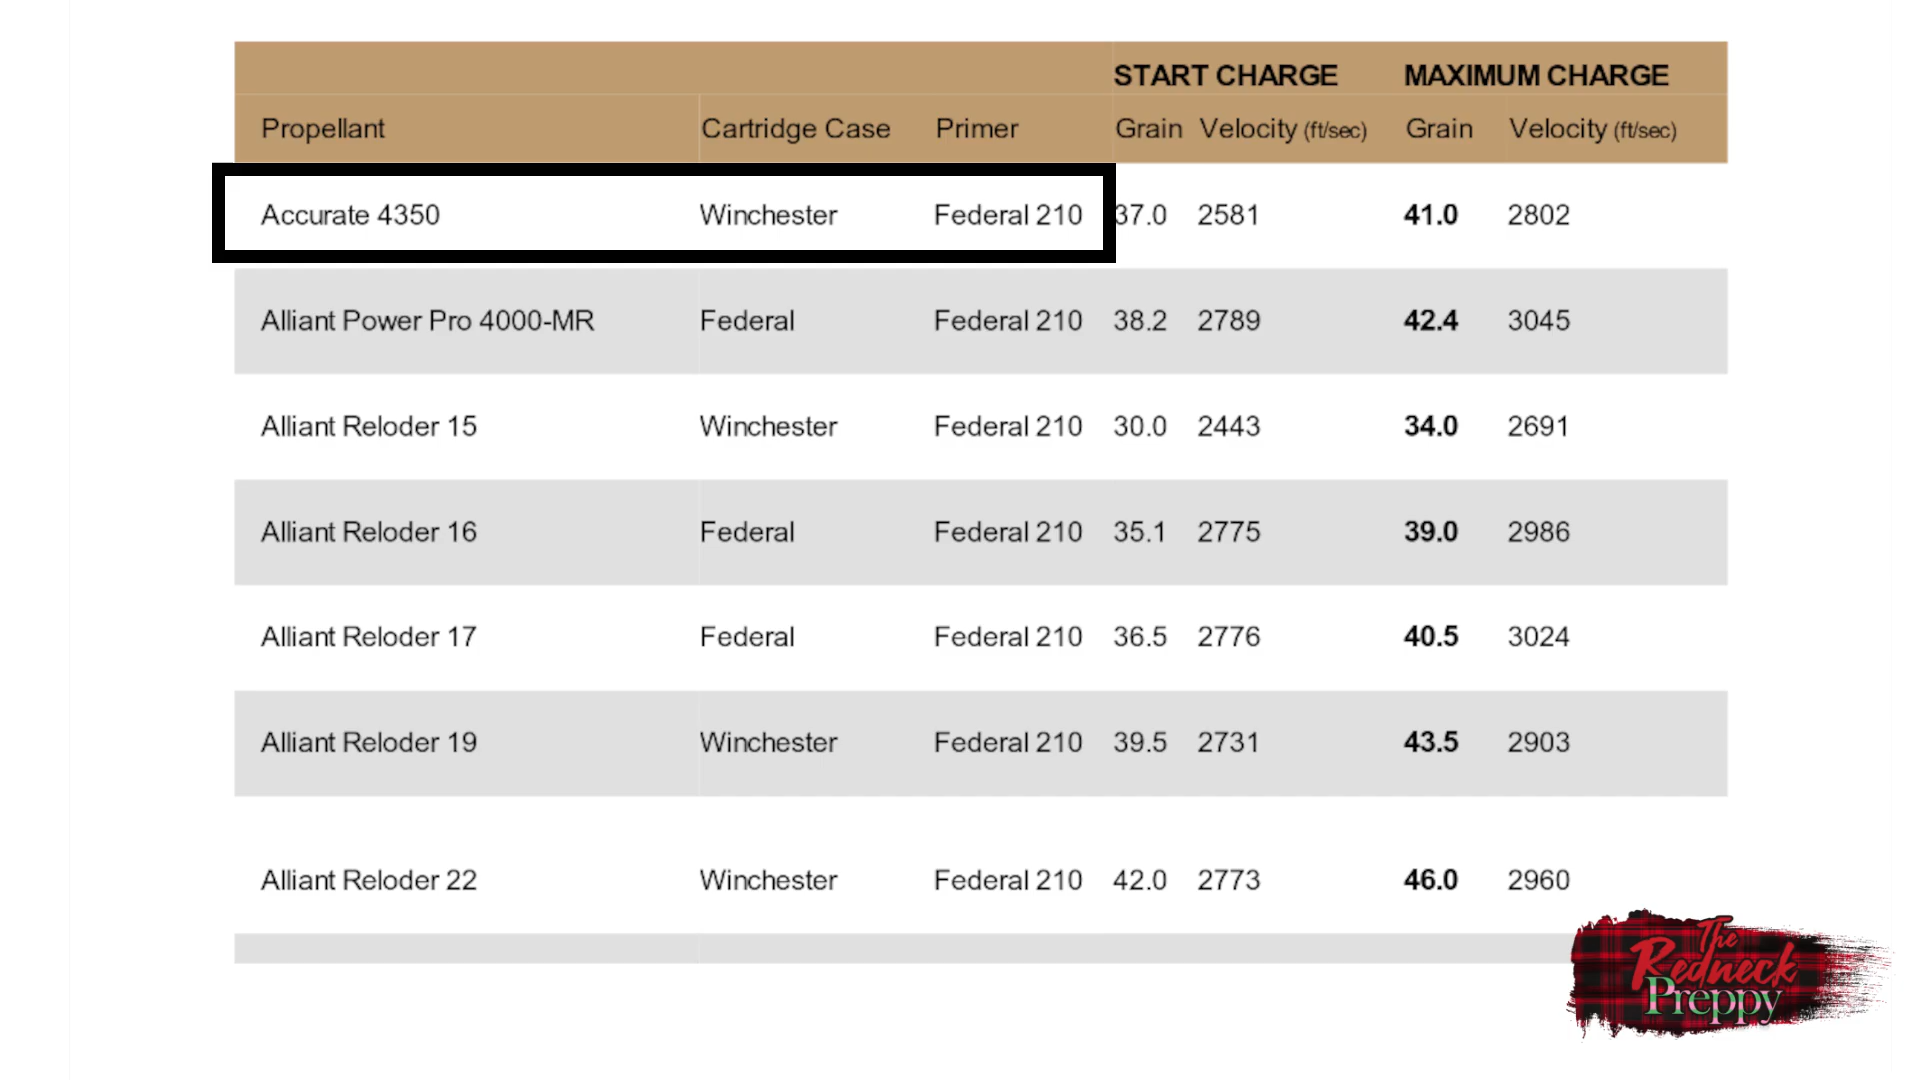 START CHARGE MAXIMUM CHARGE
Propellant Cartridge Case Primer Grain Velocity (ft/sec) Grain Velocity (ft/sec)
Accurate 4350 Winchester Federal 210 37.0 2581 41.0 2802
Alliant Power Pro 4000-MR Federal Federal 210 38.2 2789 42.4 3045
Alliant Reloder 15 Winchester Federal 210 30.0 2443 34.0 2691
Alliant Reloder 16 Federal Federal 210 35.1 2775 39.0 2986
Alliant Reloder 17 Federal Federal 210 36.5 2776 40.5 3024
Alliant Reloder 19 Winchester Federal 210 39.5 2731 43.5 2903
Alliant Reloder 22 Winchester Federal 210 42.0 2773 46.0 2960
The
Redneck
Preppy